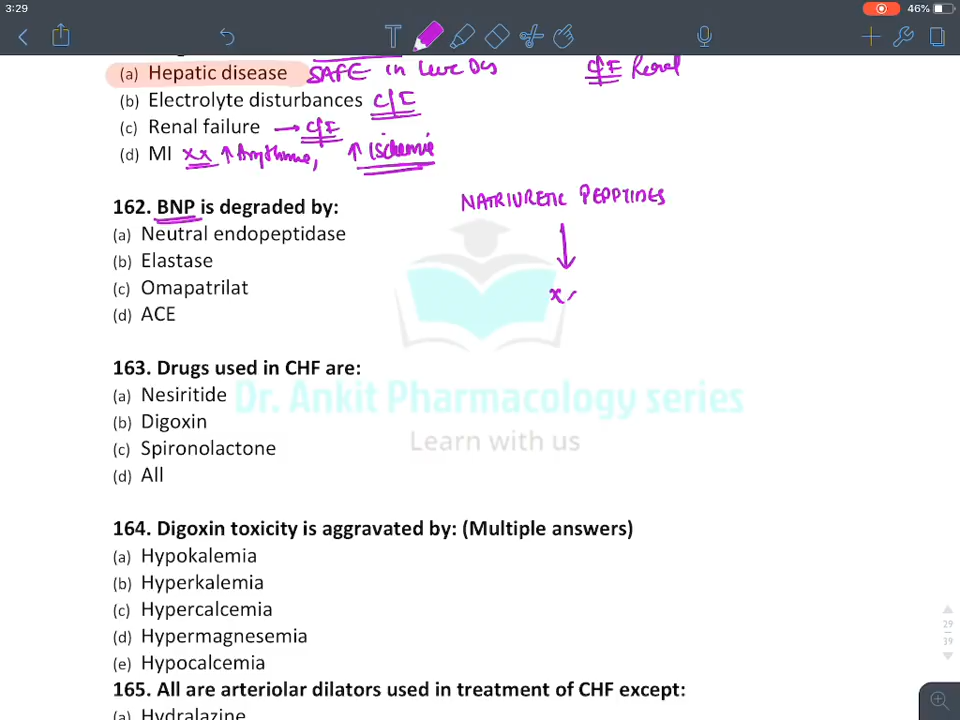 3:29
46%
T
(a) Hepatic disease SAFE in C/I Renal
(b) Electrolyte disturbances C/I
(c) Renal failure → C/I
(d) MI xx ↑ , ↑ Ischemia
162. BNP is degraded by:
NATRIURETIC PEPTIDES
(a) Neutral endopeptidase
(b) Elastase
(c) Omapatrilat
(d) ACE
163. Drugs used in CHF are:
(a) Nesiritide
(b) Digoxin
(c) Spironolactone
(d) All
Dr. Ankit Pharmacology series
Learn with us
164. Digoxin toxicity is aggravated by: (Multiple answers)
(a) Hypokalemia
(b) Hyperkalemia
(c) Hypercalcemia
(d) Hypermagnesemia
(e) Hypocalcemia
165. All are arteriolar dilators used in treatment of CHF except:
(a) Hydralazine
29
39